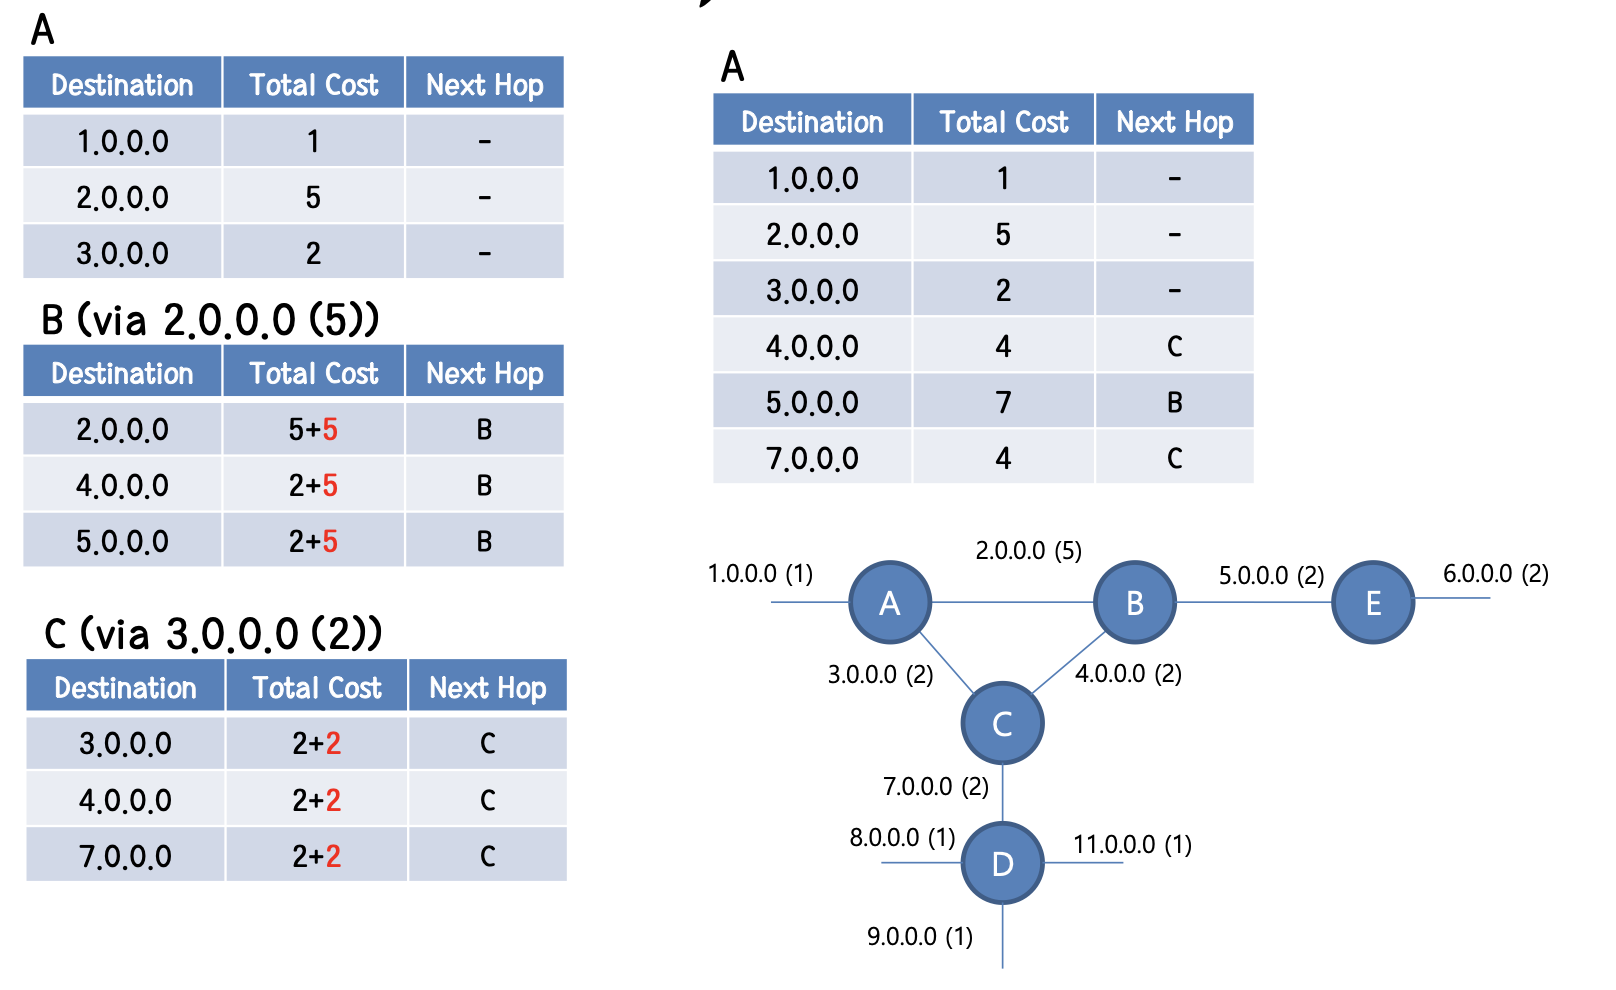 A
Destination Total Cost Next Hop
1.0.0.0 1 -
2.0.0.0 5 -
3.0.0.0 2 -
B (via 2.0.0.0 (5))
Destination Total Cost Next Hop
2.0.0.0 5+5 B
4.0.0.0 2+5 B
5.0.0.0 2+5 B
C (via 3.0.0.0 (2))
Destination Total Cost Next Hop
3.0.0.0 2+2 C
4.0.0.0 2+2 C
7.0.0.0 2+2 C
A
Destination Total Cost Next Hop
1.0.0.0 1 -
2.0.0.0 5 -
3.0.0.0 2 -
4.0.0.0 4 C
5.0.0.0 7 B
7.0.0.0 4 C
2.0.0.0 (5)
1.0.0.0 (1) 5.0.0.0 (2) 6.0.0.0 (2)
A B E
3.0.0.0 (2) 4.0.0.0 (2)
C
7.0.0.0 (2)
8.0.0.0 (1) 11.0.0.0 (1)
D
9.0.0.0 (1)